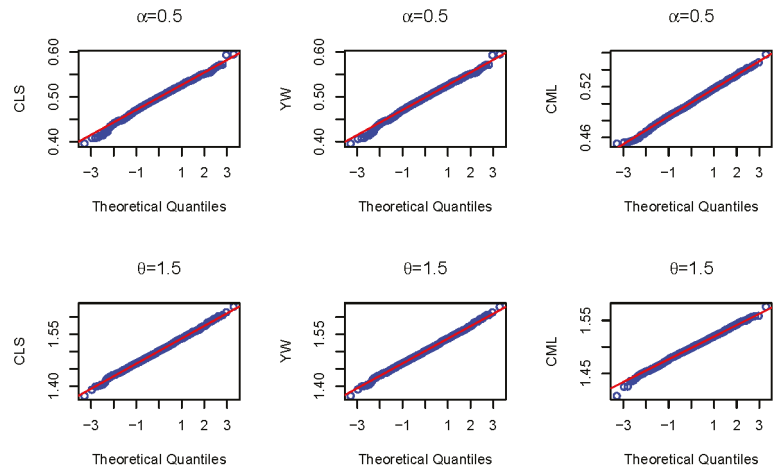 α=0.5
CLS
0.40 0.50 0.60
−3 −1 1 2 3
Theoretical Quantiles
α=0.5
YW
0.40 0.50 0.60
−3 −1 1 2 3
Theoretical Quantiles
α=0.5
CML
0.46 0.52
−3 −1 1 2 3
Theoretical Quantiles
θ=1.5
CLS
1.40 1.55
−3 −1 1 2 3
Theoretical Quantiles
θ=1.5
YW
1.40 1.55
−3 −1 1 2 3
Theoretical Quantiles
θ=1.5
CML
1.45 1.55
−3 −1 1 2 3
Theoretical Quantiles